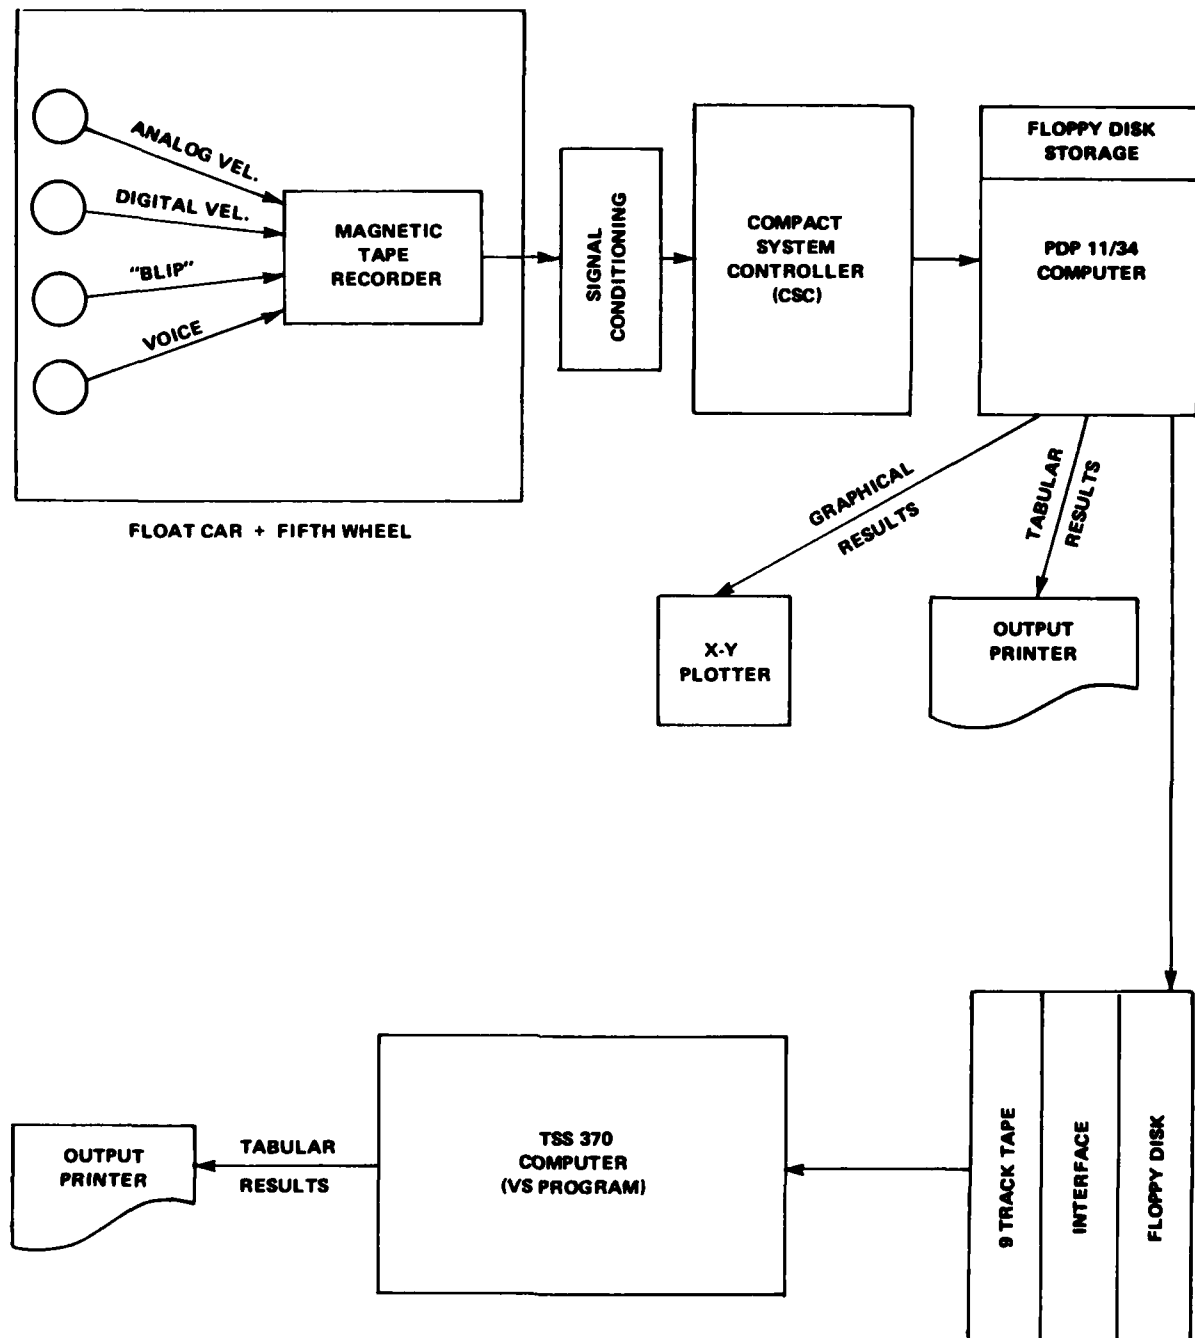 ANALOG VEL.
DIGITAL VEL.
"BLIP"
VOICE
MAGNETIC
TAPE
RECORDER
FLOAT CAR + FIFTH WHEEL
SIGNAL
CONDITIONING
COMPACT
SYSTEM
CONTROLLER
(CSC)
FLOPPY DISK
STORAGE
PDP 11/34
COMPUTER
GRAPHICAL
RESULTS
TABULAR
RESULTS
X-Y
PLOTTER
OUTPUT
PRINTER
9 TRACK TAPE
INTERFACE
FLOPPY DISK
TSS 370
COMPUTER
(VS PROGRAM)
TABULAR
RESULTS
OUTPUT
PRINTER